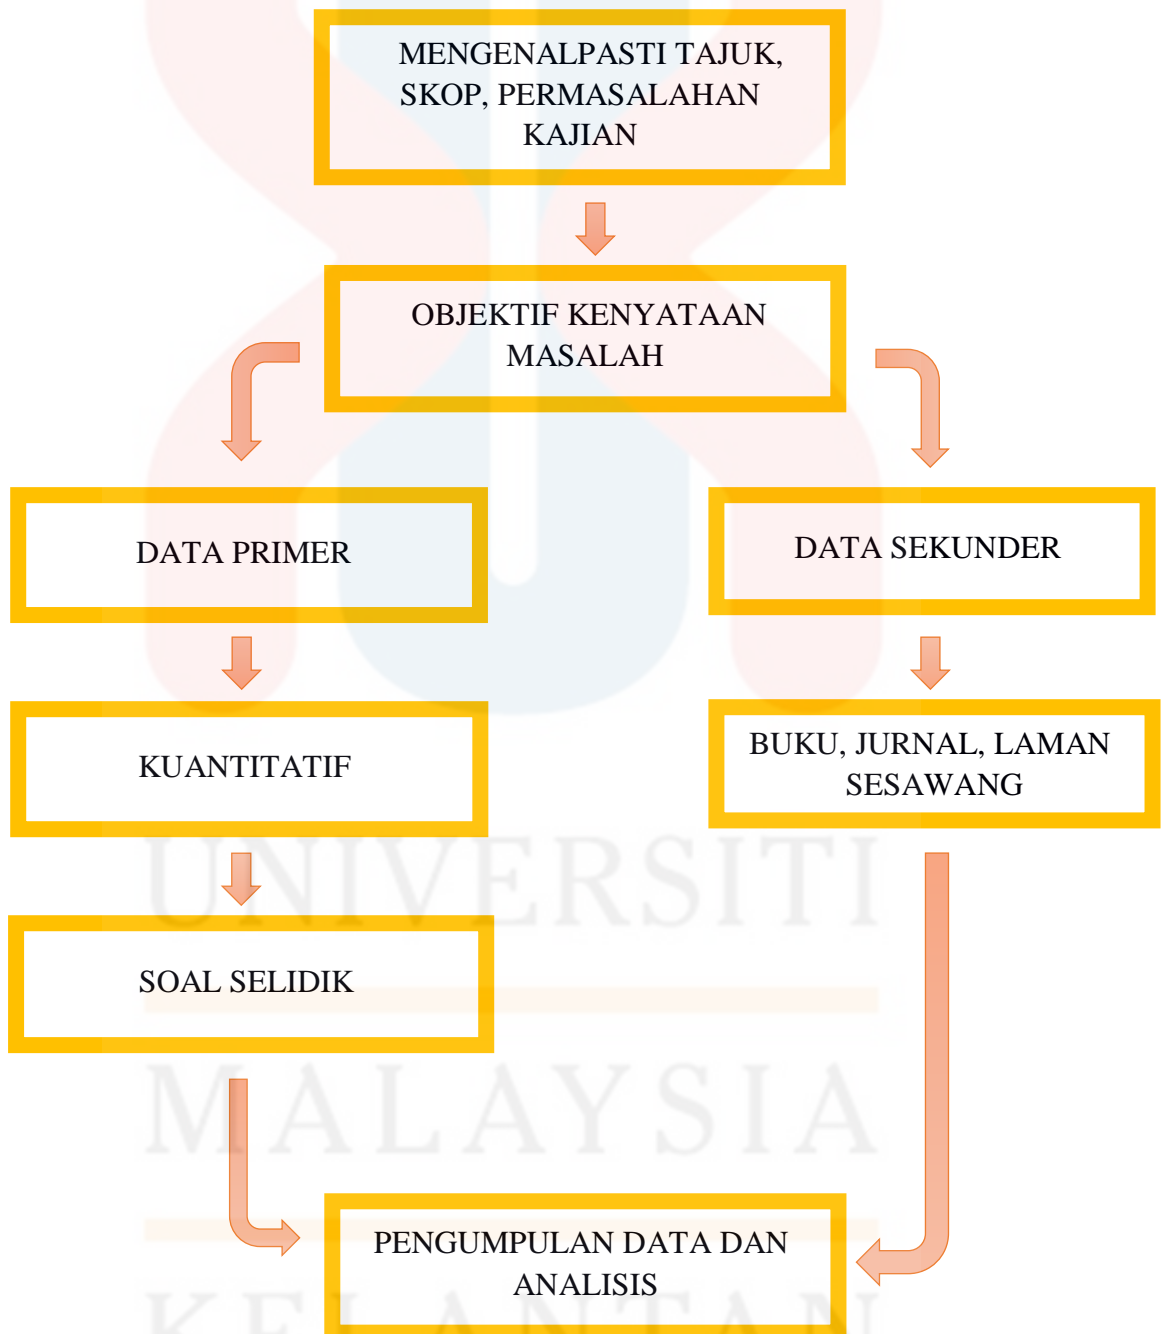 MENGENALPASTI TAJUK,
SKOP, PERMASALAHAN
KAJIAN
OBJEKTIF KENYATAAN
MASALAH
DATA PRIMER
DATA SEKUNDER
KUANTITATIF
BUKU, JURNAL, LAMAN
SESAWANG
UNIVERSITI
SOAL SELIDIK
MALAYSIA
PENGUMPULAN DATA DAN
ANALISIS
KELANTAN